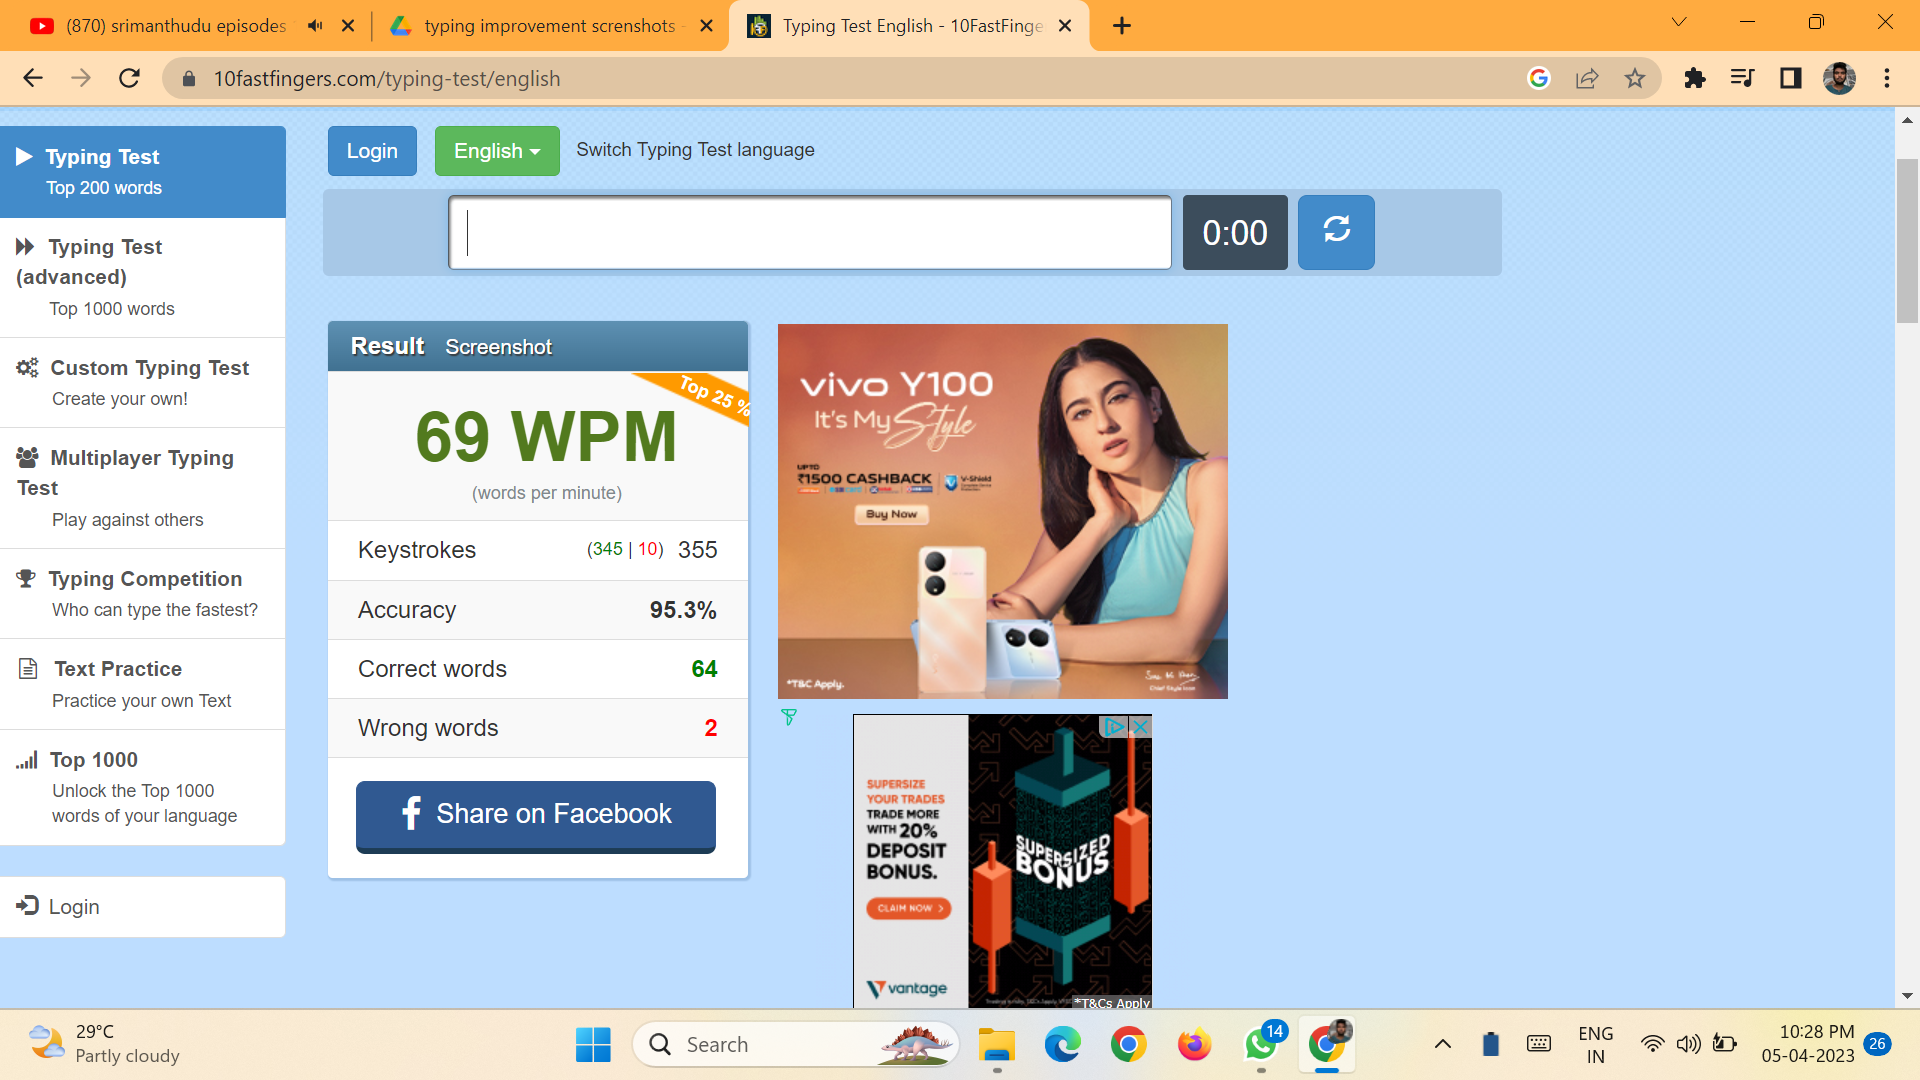 (870) srimanthudu episodes
typing improvement screnshots -
Typing Test English - 10FastFinge
10fastfingers.com/typing-test/english
Typing Test
Top 200 words
Typing Test
(advanced)
Top 1000 words
Custom Typing Test
Create your own!
Multiplayer Typing
Test
Play against others
Typing Competition
Who can type the fastest?
Text Practice
Practice your own Text
Top 1000
Unlock the Top 1000
words of your language
Login
Login
English
Switch Typing Test language
0:00
Result Screenshot
Top 25 %
69 WPM
(words per minute)
Keystrokes (345 | 10) 355
Accuracy 95.3%
Correct words 64
Wrong words 2
Share on Facebook
vivo Y100
It's My Style
UPTO
₹1500 CASHBACK
V-Shield
Buy Now
*T&C Apply.
Chief Style Icon
SUPERSIZE
YOUR TRADES
TRADE MORE
WITH 20%
DEPOSIT
BONUS.
CLAIM NOW >
vantage
SUPERSIZED
BONUS
*T&Cs Apply
29°C
Partly cloudy
Search
14
ENG
IN
10:28 PM
05-04-2023
26